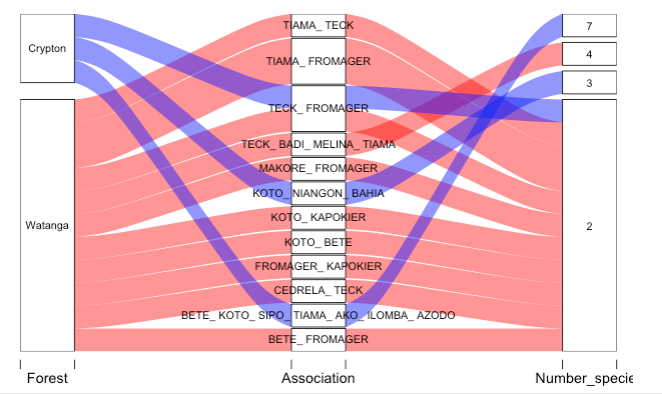 Crypton
Watanga
TIAMA_ TECK
TIAMA_ FROMAGER
TECK_ FROMAGER
TECK_ BADI_ MELINA_ TIAMA
MAKORE_ FROMAGER
KOTO_ NIANGON_ BAHIA
KOTO_ KAPOKIER
KOTO_ BETE
FROMAGER_ KAPOKIER
CEDRELA_ TECK
BETE_ KOTO_ SIPO_ TIAMA_ AKO_ ILOMBA_ AZODO
BETE_ FROMAGER
7
4
3
2
Forest Association Number_specie